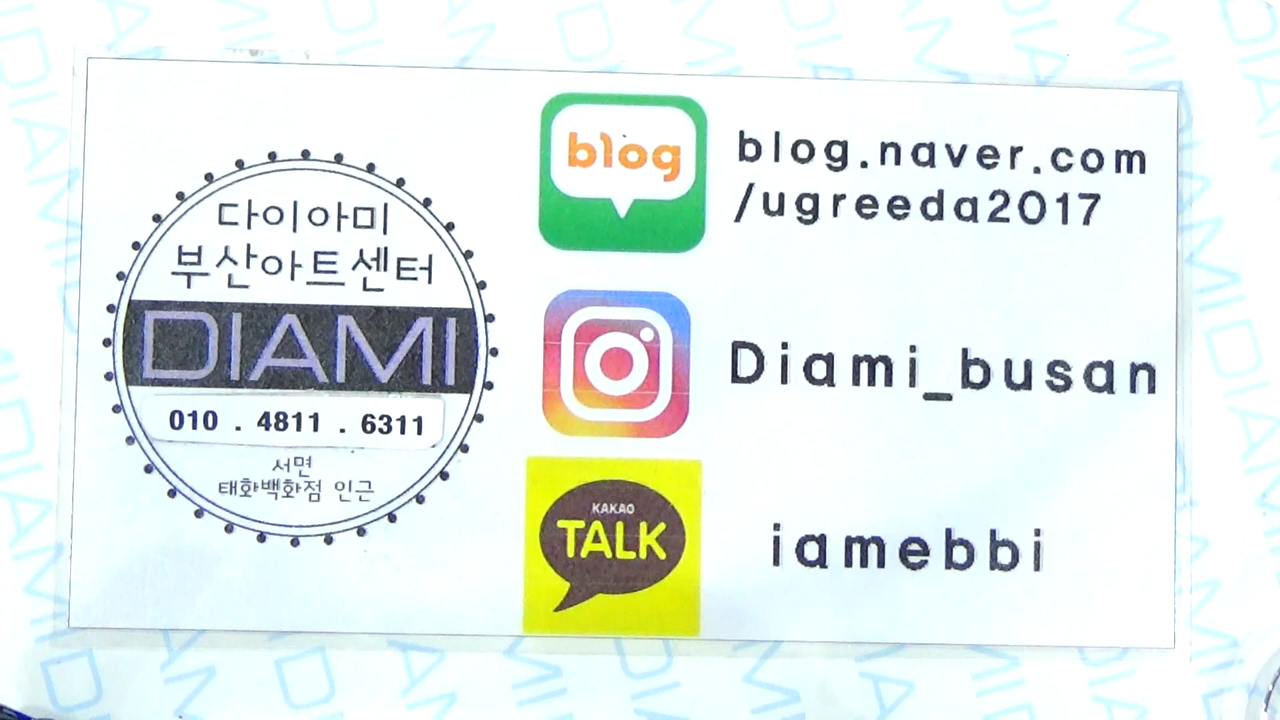 다이아미
부산아트센터
DIAMI
010 . 4811 . 6311
서면
태화백화점 인근
blog
blog.naver.com
/ugreeda2017
Diami_busan
KAKAO
TALK
iamebbi